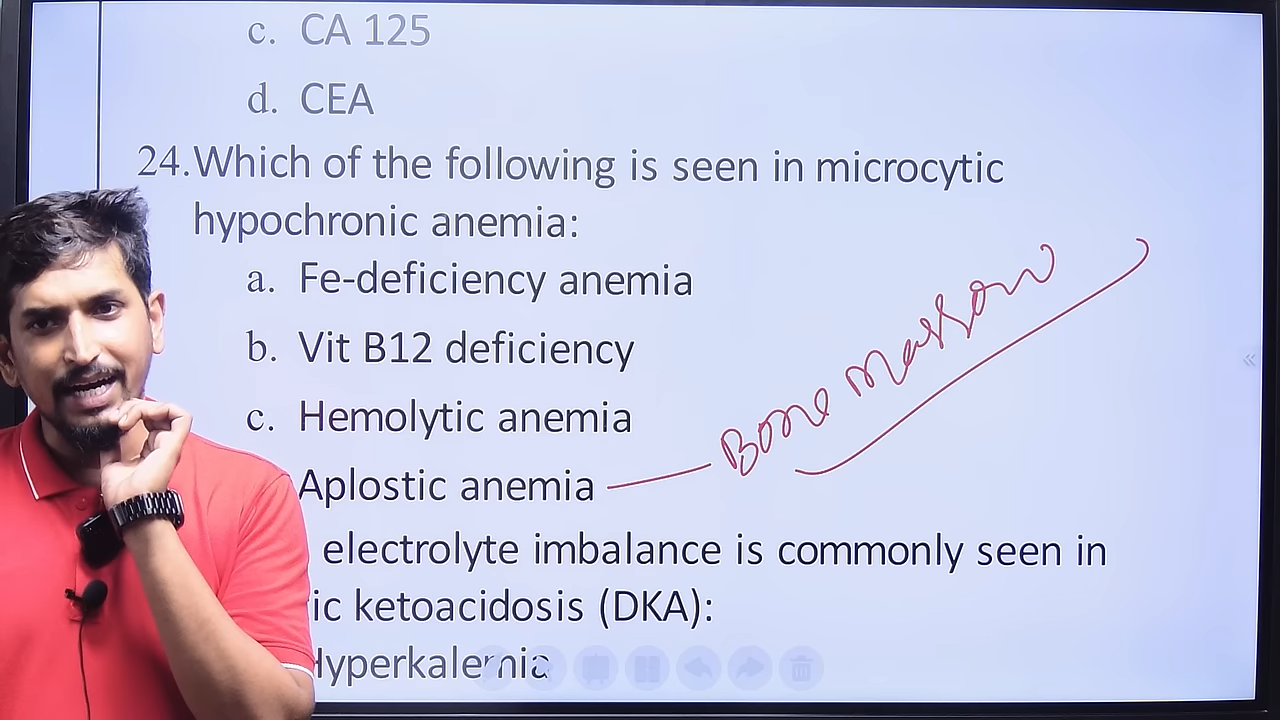 c. CA 125
d. CEA
24.Which of the following is seen in microcytic
hypochronic anemia:
a. Fe-deficiency anemia
b. Vit B12 deficiency
c. Hemolytic anemia
Aplostic anemia
Bone Marrow
electrolyte imbalance is commonly seen in
ic ketoacidosis (DKA):
Hyperkalemia